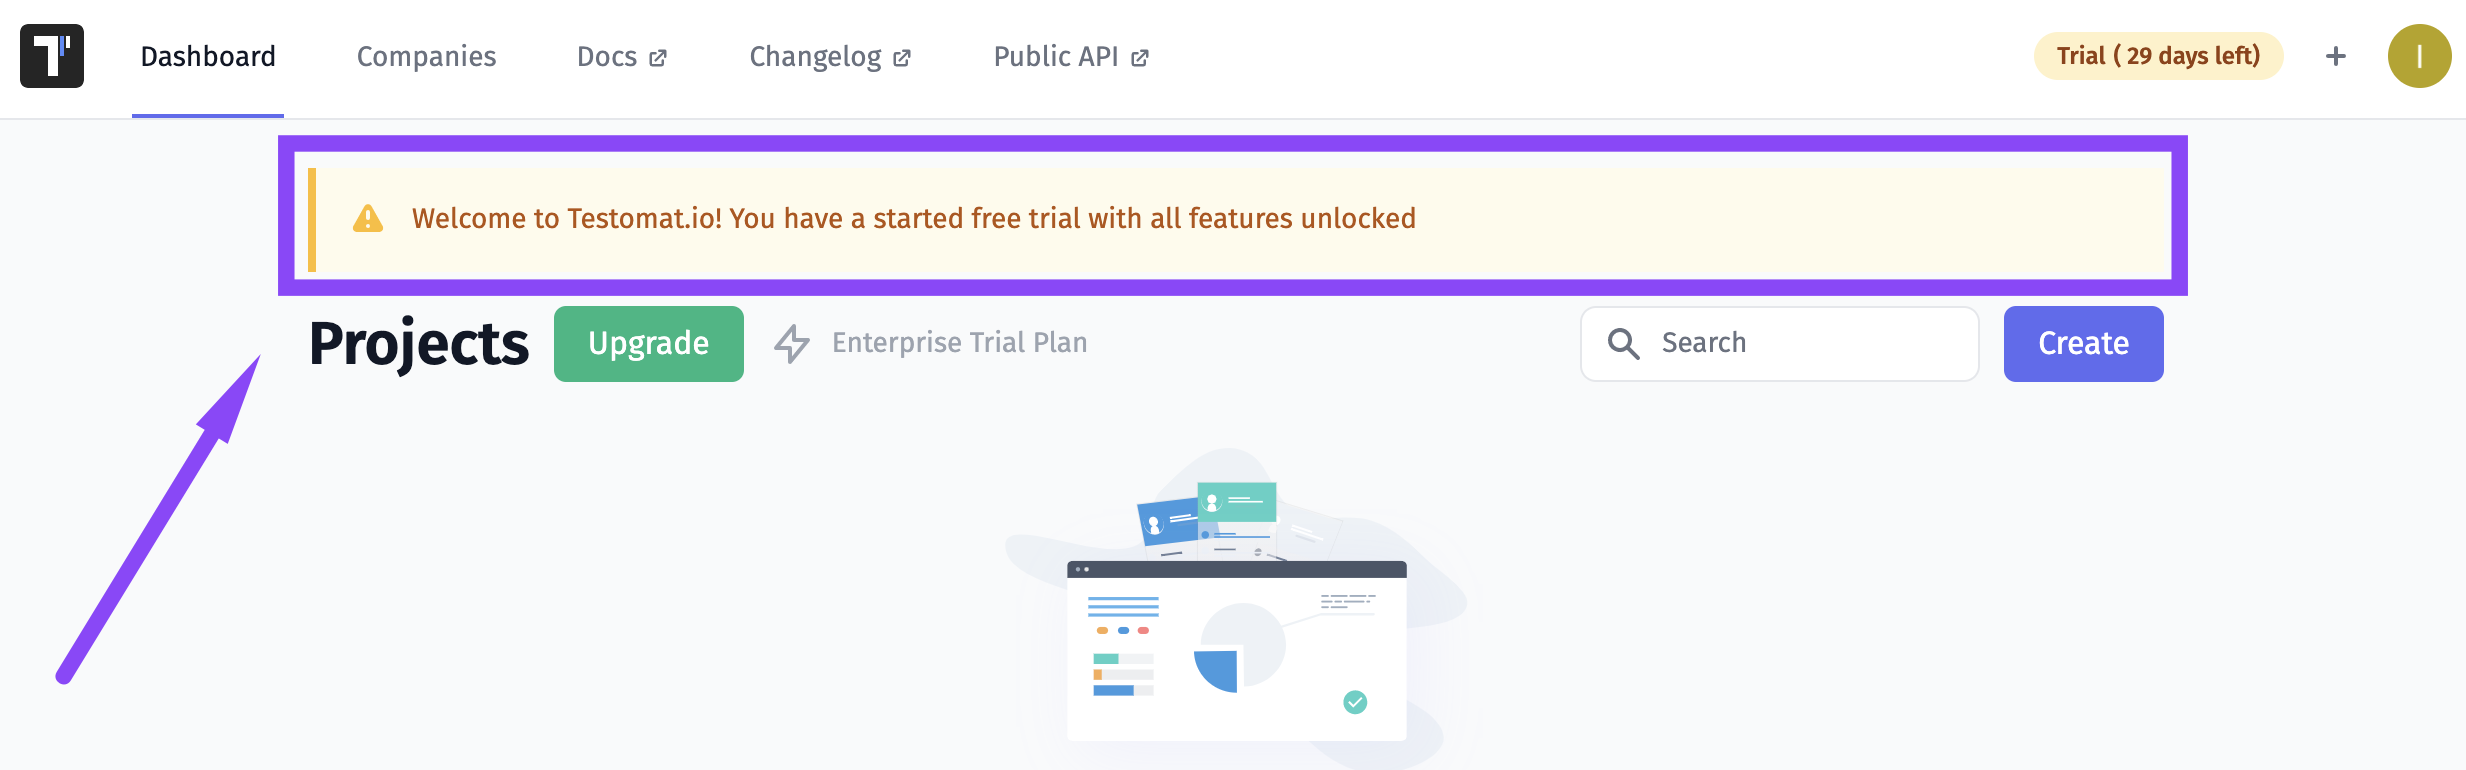 Dashboard Companies Docs Changelog Public API Trial ( 29 days left) +
I
Welcome to Testomat.io! You have a started free trial with all features unlocked
Projects Upgrade Enterprise Trial Plan Search Create